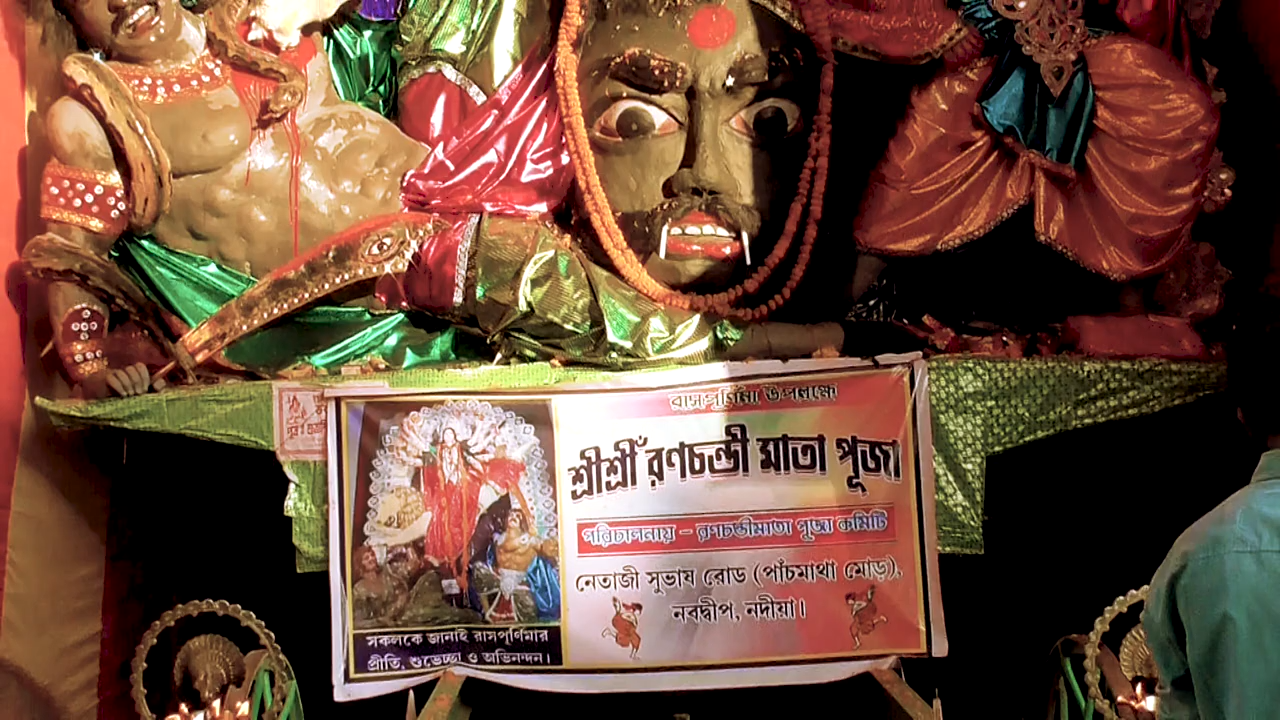 রাসপূর্ণিমা উপলক্ষে
শ্রীশ্রীঁ রণচন্ডী মাতা পূজা
পরিচালনায় – রণচন্ডীমাতা পুজা কমিটি
নেতাজী সুভাষ রোড (পাঁচমাথা মোড়),
নবদ্বীপ, নদীয়া।
সকলকে জানাই রাসপূর্ণিমার
প্রীতি, শুভেচ্ছা ও অভিনন্দন।